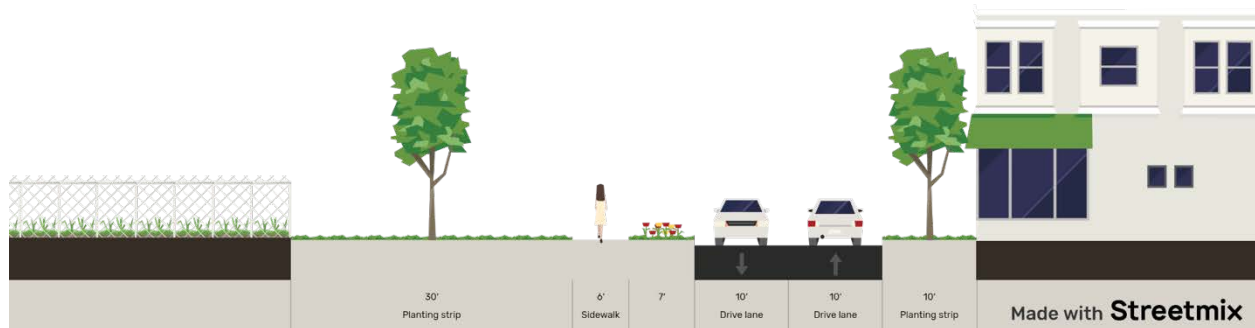 30'
Planting strip
6'
Sidewalk
7'
10'
Drive lane
10'
Drive lane
10'
Planting strip
Made with Streetmix